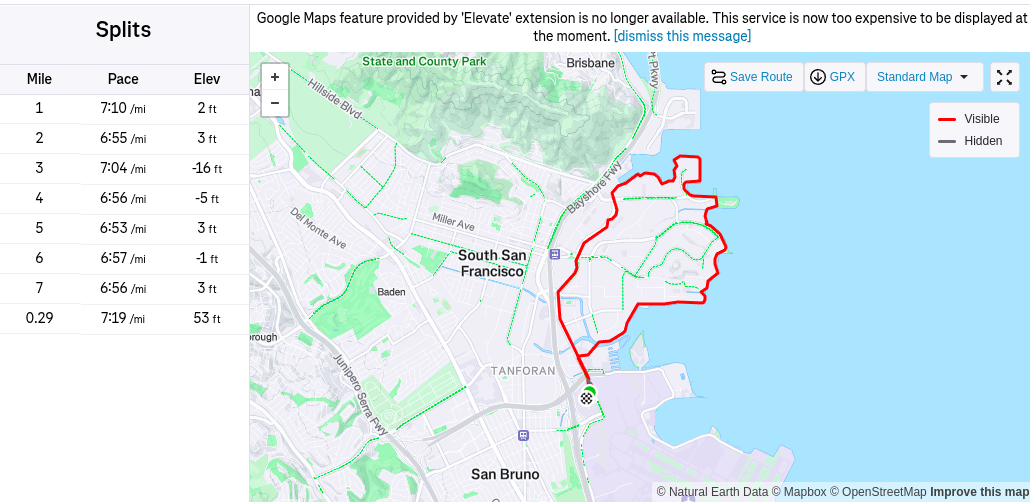 Splits
Mile Pace Elev
1 7:10 /mi 2 ft
2 6:55 /mi 3 ft
3 7:04 /mi -16 ft
4 6:56 /mi -5 ft
5 6:53 /mi 3 ft
6 6:57 /mi -1 ft
7 6:56 /mi 3 ft
0.29 7:19 /mi 53 ft
Google Maps feature provided by 'Elevate' extension is no longer available. This service is now too expensive to be displayed at
the moment. [dismiss this message]
+
−
Save Route
GPX
Standard Map
Visible
Hidden
State and County Park
Brisbane
Hillside Blvd
Pkwy
Bayshore Fwy
Miller Ave
Del Monte Ave
South San
Francisco
Baden
TANFORAN
Junipero Serra Fwy
San Bruno
© Natural Earth Data © Mapbox © OpenStreetMap Improve this map